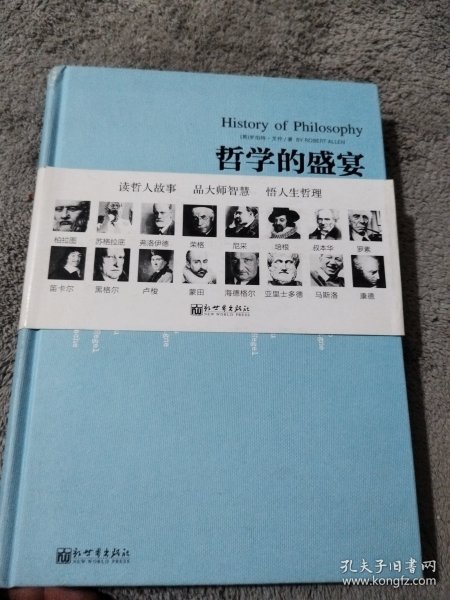 History of Philosophy
[英]罗伯特·艾伦/著 BY ROBERT ALLEN
哲学的盛宴
读哲人故事 品大师智慧 悟人生哲理
柏拉图 苏格拉底 弗洛伊德 荣格 尼采 培根 叔本华 罗素
笛卡尔 黑格尔 卢梭 蒙田 海德格尔 亚里士多德 马斯洛 康德
新世界出版社
NEW WORLD PRESS
新世界出版社
NEW WORLD PRESS
孔夫子旧书网
www.kongfz.com